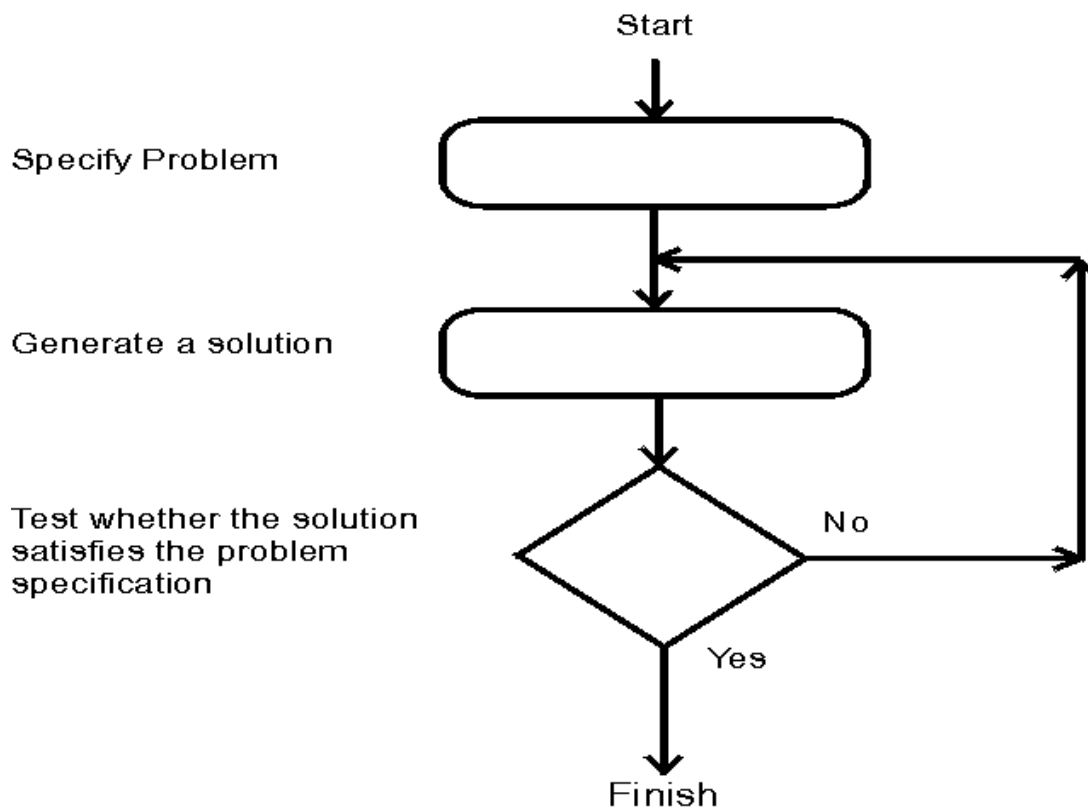 Start
Specify Problem
Generate a solution
Test whether the solution
satisfies the problem
specification
No
Yes
Finish